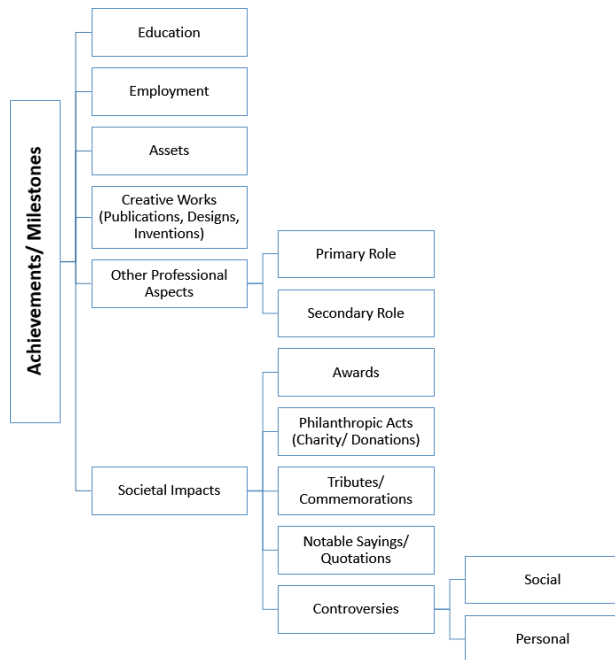 Achievements/ Milestones
Education
Employment
Assets
Creative Works
(Publications, Designs,
Inventions)
Other Professional
Aspects
Primary Role
Secondary Role
Societal Impacts
Awards
Philanthropic Acts
(Charity/ Donations)
Tributes/
Commemorations
Notable Sayings/
Quotations
Controversies
Social
Personal